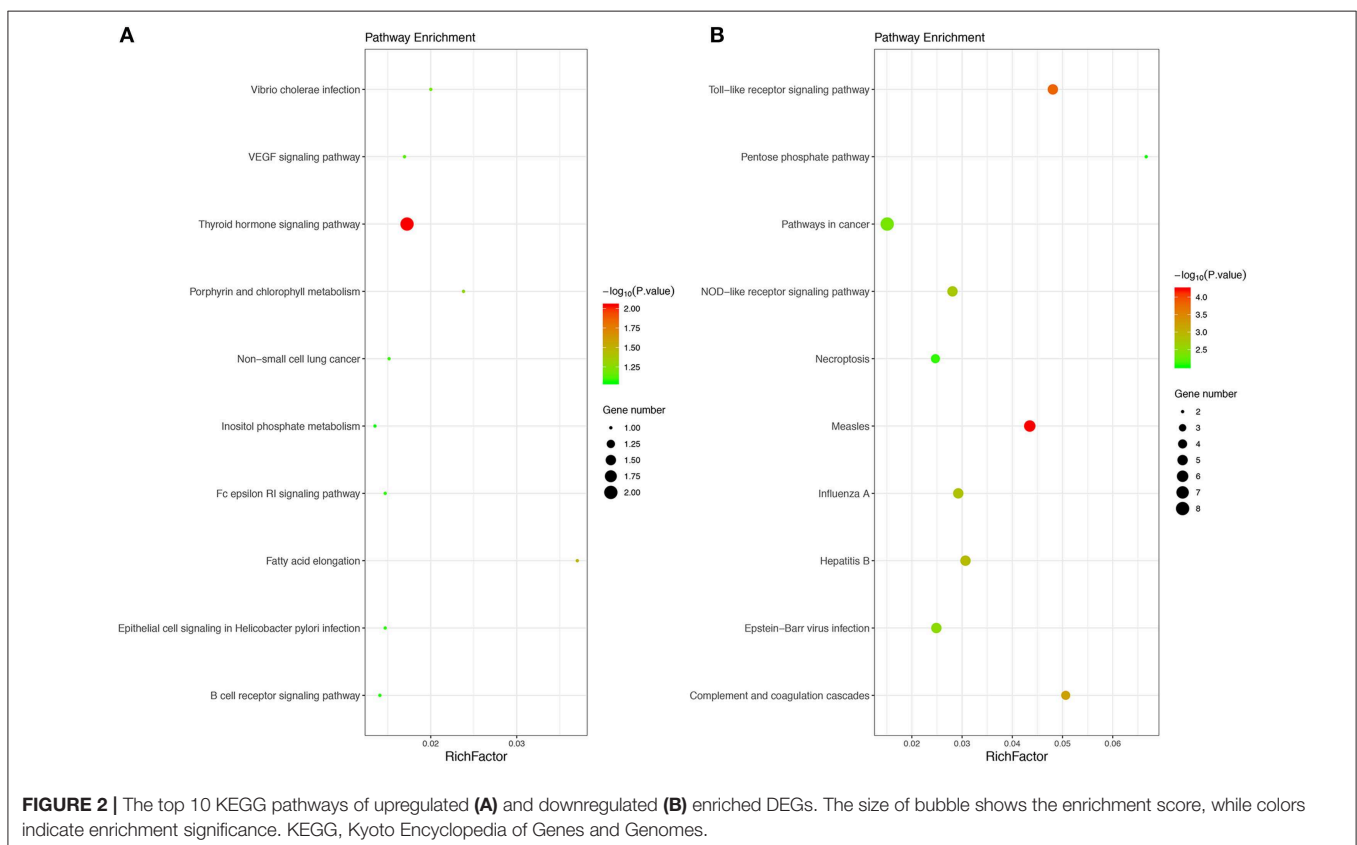 A
Pathway Enrichment
Vibrio cholerae infection
VEGF signaling pathway
Thyroid hormone signaling pathway
Porphyrin and chlorophyll metabolism
Non−small cell lung cancer
Inositol phosphate metabolism
Fc epsilon RI signaling pathway
Fatty acid elongation
Epithelial cell signaling in Helicobacter pylori infection
B cell receptor signaling pathway
0.02 0.03
RichFactor
−log10(P.value)
2.00
1.75
1.50
1.25
Gene number
1.00
1.25
1.50
1.75
2.00
B
Pathway Enrichment
Toll−like receptor signaling pathway
Pentose phosphate pathway
Pathways in cancer
NOD−like receptor signaling pathway
Necroptosis
Measles
Influenza A
Hepatitis B
Epstein−Barr virus infection
Complement and coagulation cascades
0.02 0.03 0.04 0.05 0.06
RichFactor
−log10(P.value)
4.0
3.5
3.0
2.5
Gene number
2
3
4
5
6
7
8
FIGURE 2 | The top 10 KEGG pathways of upregulated (A) and downregulated (B) enriched DEGs. The size of bubble shows the enrichment score, while colors
indicate enrichment significance. KEGG, Kyoto Encyclopedia of Genes and Genomes.